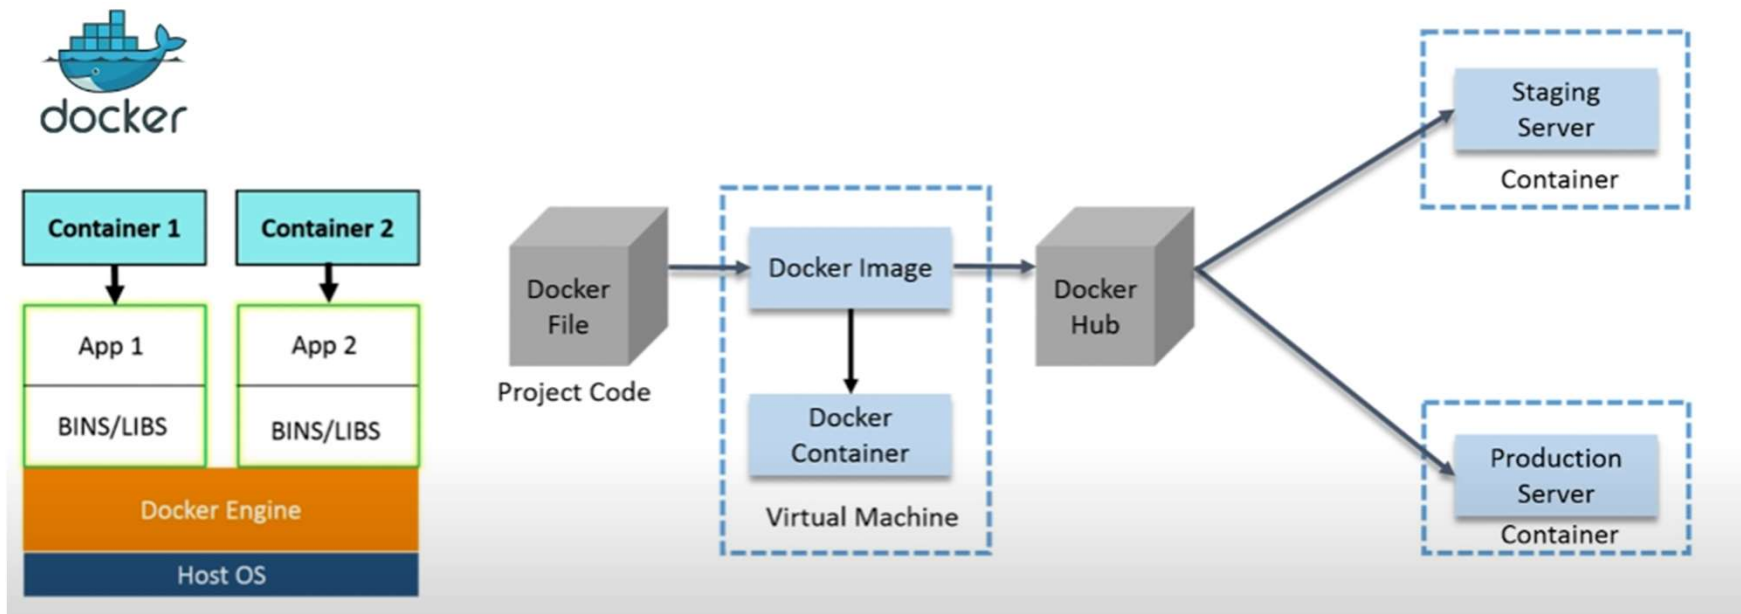 docker
Container 1
Container 2
App 1
App 2
BINS/LIBS
BINS/LIBS
Docker Engine
Host OS
Docker
File
Project Code
Docker Image
Docker
Container
Virtual Machine
Docker
Hub
Staging
Server
Container
Production
Server
Container